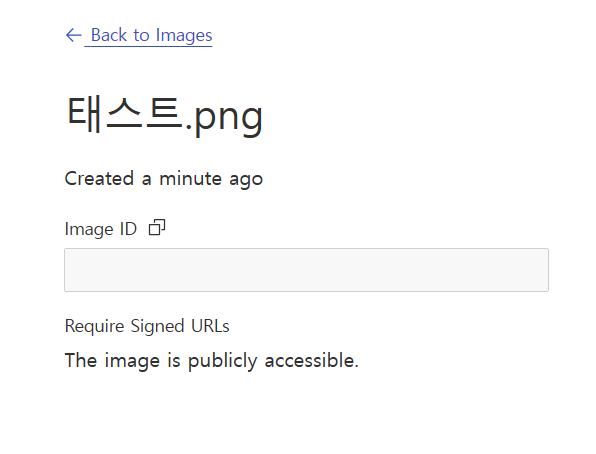 ← Back to Images
태스트.png
Created a minute ago
Image ID
Require Signed URLs
The image is publicly accessible.